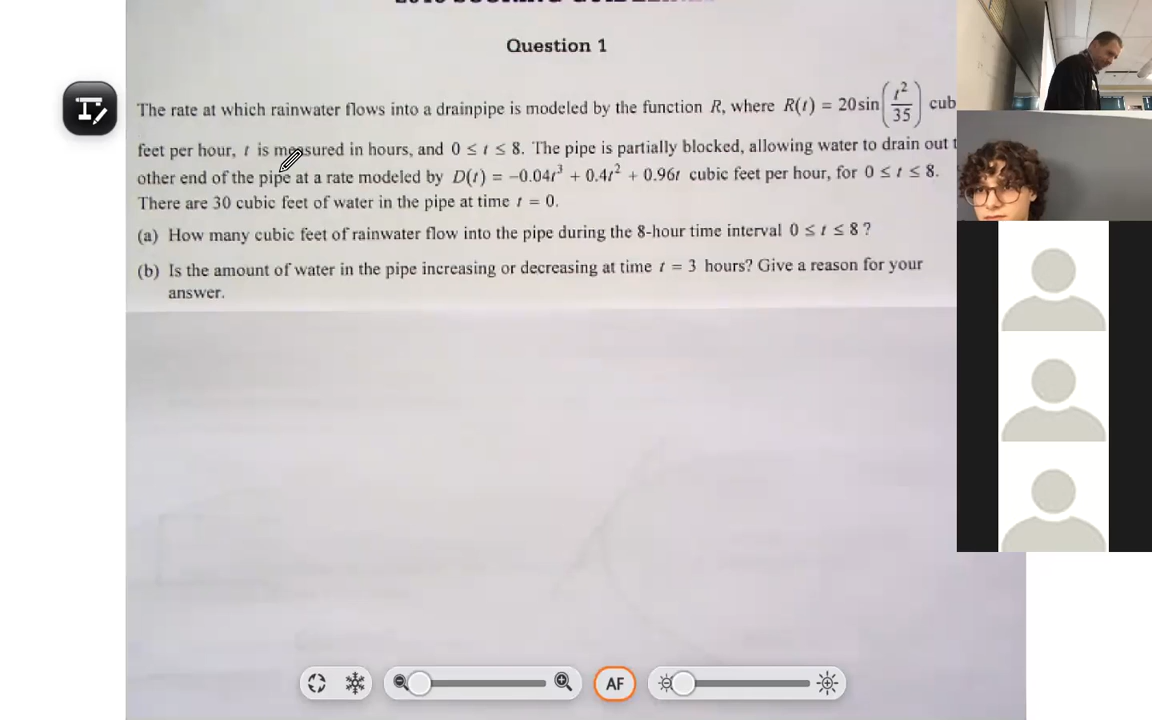 Question 1
The rate at which rainwater flows into a drainpipe is modeled by the function R, where R(t) = 20sin(t²/35) cub
feet per hour, t is measured in hours, and 0 ≤ t ≤ 8. The pipe is partially blocked, allowing water to drain out t
other end of the pipe at a rate modeled by D(t) = −0.04t³ + 0.4t² + 0.96t cubic feet per hour, for 0 ≤ t ≤ 8.
There are 30 cubic feet of water in the pipe at time t = 0.
(a) How many cubic feet of rainwater flow into the pipe during the 8-hour time interval 0 ≤ t ≤ 8 ?
(b) Is the amount of water in the pipe increasing or decreasing at time t = 3 hours? Give a reason for your
answer.
AF